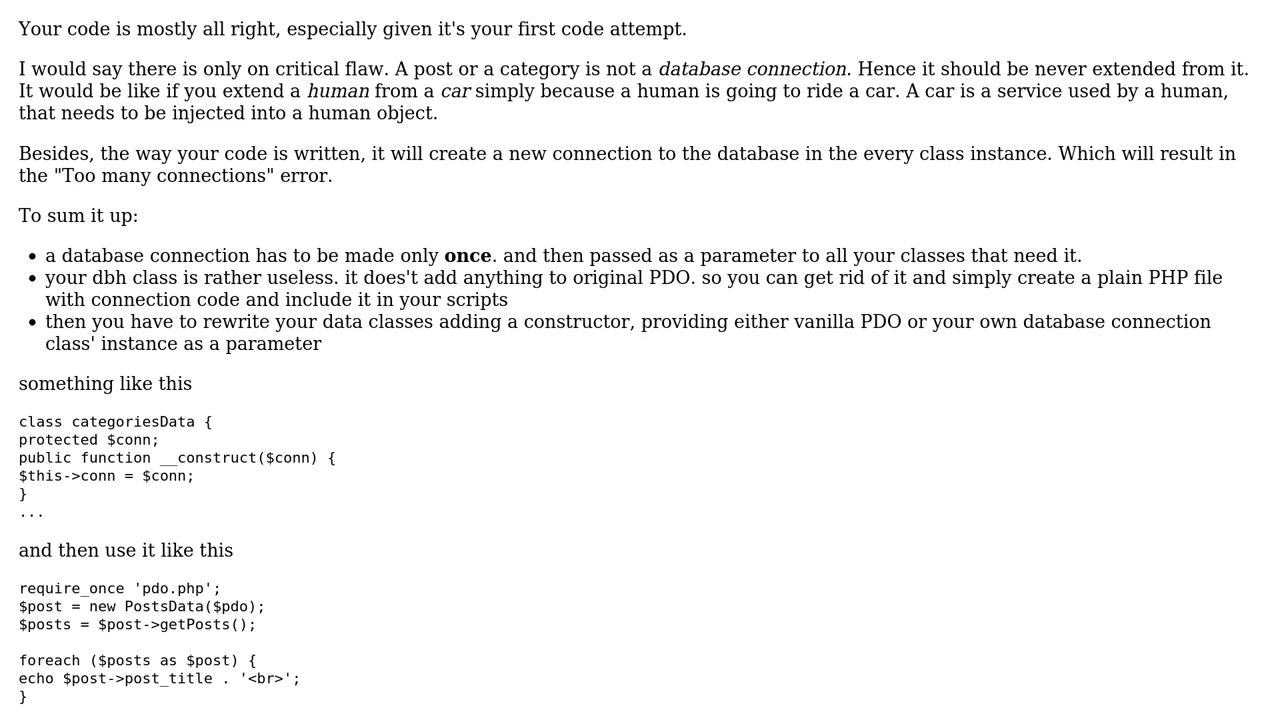 Your code is mostly all right, especially given it's your first code attempt.
I would say there is only on critical flaw. A post or a category is not a database connection. Hence it should be never extended from it.
It would be like if you extend a human from a car simply because a human is going to ride a car. A car is a service used by a human,
that needs to be injected into a human object.
Besides, the way your code is written, it will create a new connection to the database in the every class instance. Which will result in
the "Too many connections" error.
To sum it up:
• a database connection has to be made only once. and then passed as a parameter to all your classes that need it.
• your dbh class is rather useless. it does't add anything to original PDO. so you can get rid of it and simply create a plain PHP file
with connection code and include it in your scripts
• then you have to rewrite your data classes adding a constructor, providing either vanilla PDO or your own database connection
class' instance as a parameter
something like this
class categoriesData {
protected $conn;
public function __construct($conn) {
$this->conn = $conn;
}
...
and then use it like this
require_once 'pdo.php';
$post = new PostsData($pdo);
$posts = $post->getPosts();
foreach ($posts as $post) {
echo $post->post_title . '<br>';
}